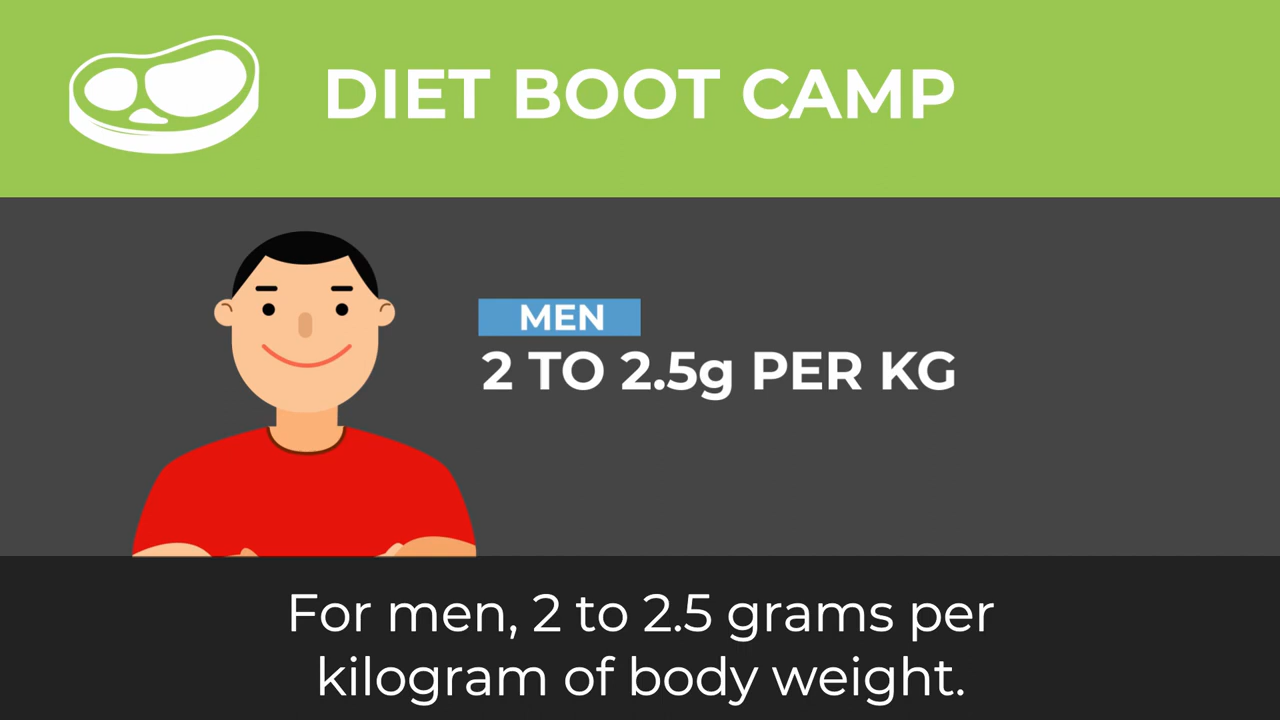 DIET BOOT CAMP
MEN
2 TO 2.5g PER KG
For men, 2 to 2.5 grams per
kilogram of body weight.